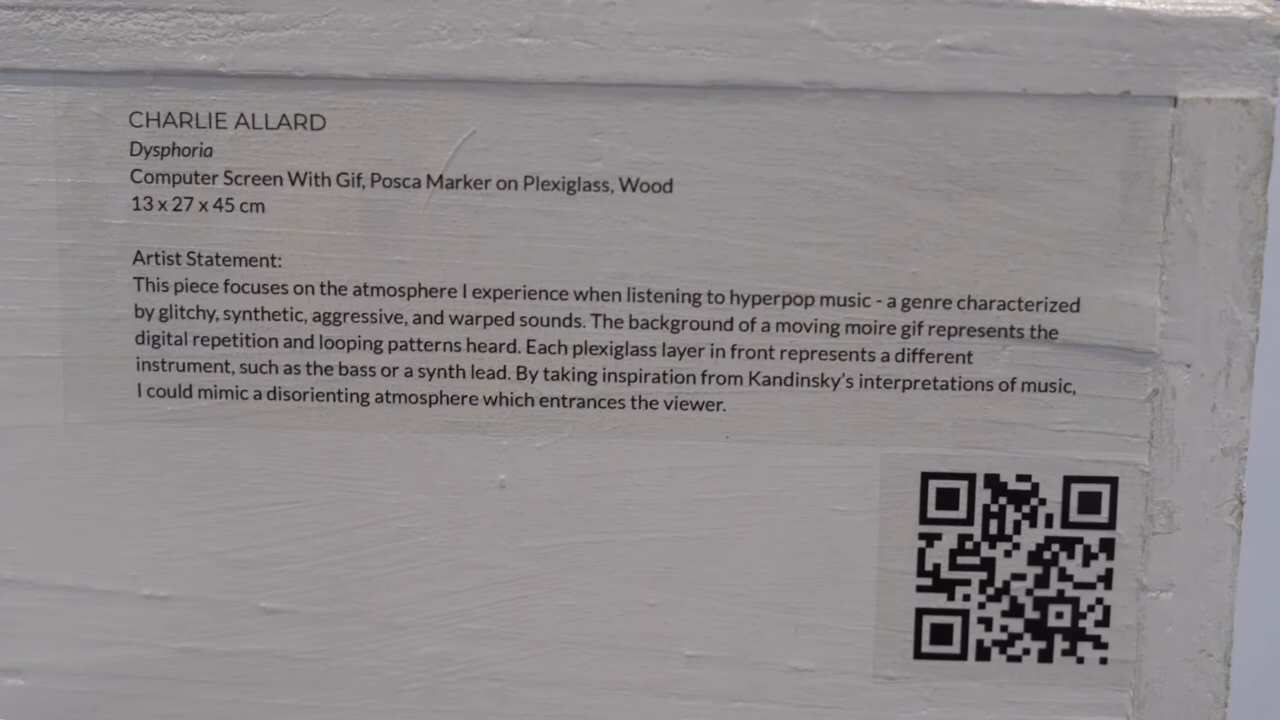 CHARLIE ALLARD
Dysphoria
Computer Screen With Gif, Posca Marker on Plexiglass, Wood
13 x 27 x 45 cm
Artist Statement:
This piece focuses on the atmosphere I experience when listening to hyperpop music - a genre characterized
by glitchy, synthetic, aggressive, and warped sounds. The background of a moving moire gif represents the
digital repetition and looping patterns heard. Each plexiglass layer in front represents a different
instrument, such as the bass or a synth lead. By taking inspiration from Kandinsky's interpretations of music,
I could mimic a disorienting atmosphere which entrances the viewer.